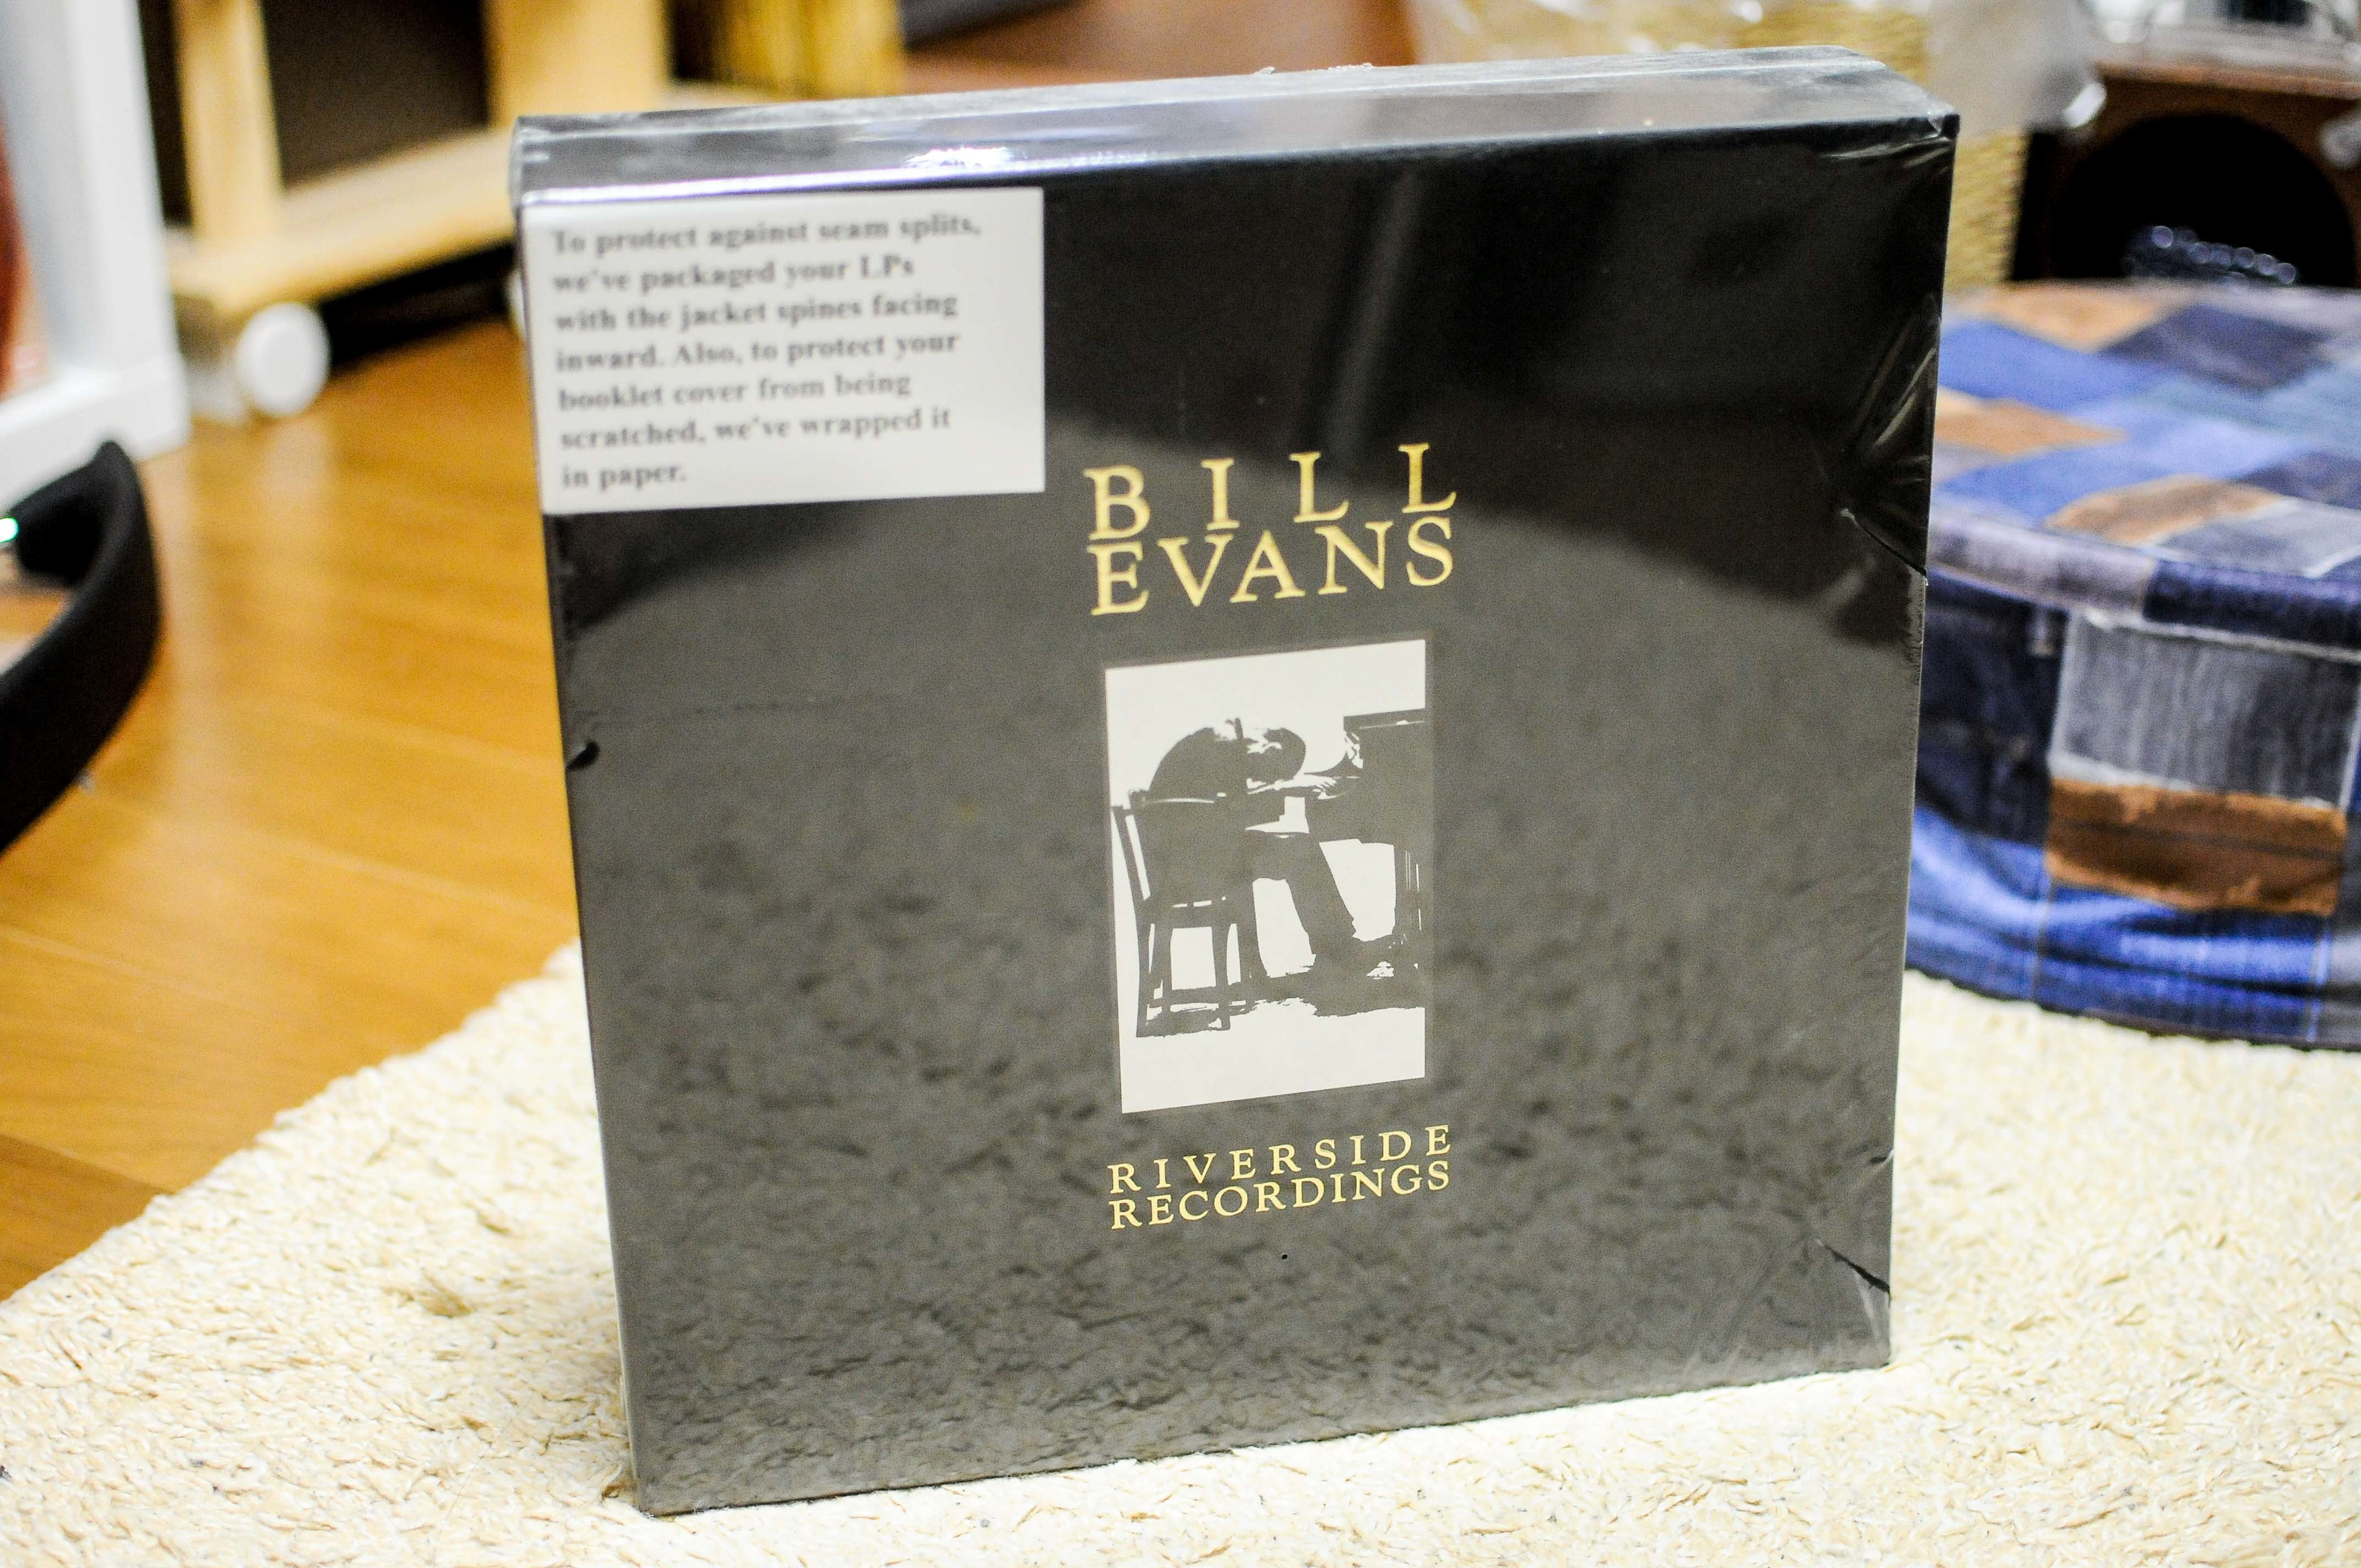 To protect against seam splits,
we've packaged your LPs
with the jacket spines facing
inward. Also, to protect your
booklet cover from being
scratched, we've wrapped it
in paper.
BILL
EVANS
RIVERSIDE
RECORDINGS